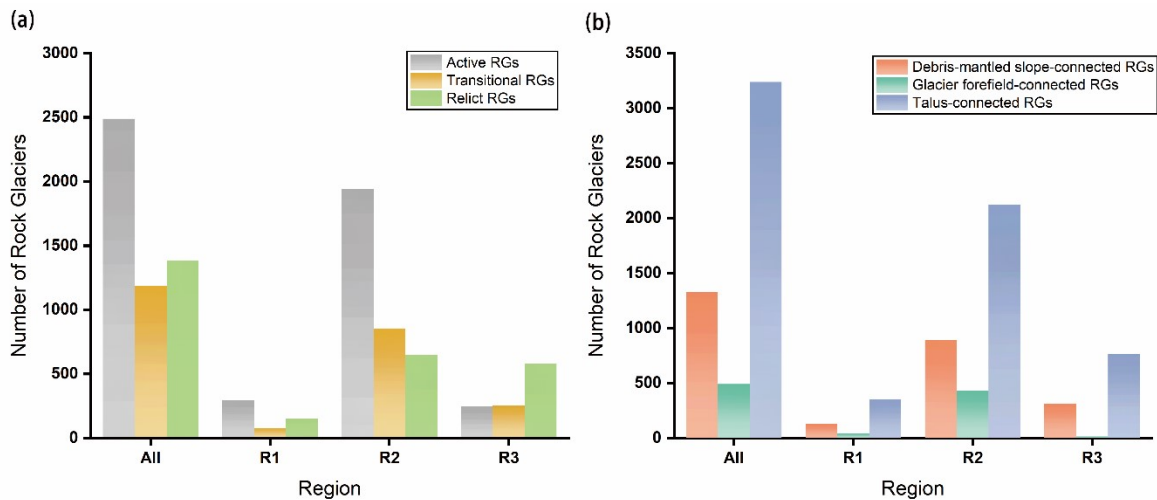 (a)
3000
2500
2000
1500
1000
500
0
Number of Rock Glaciers
Active RGs
Transitional RGs
Relict RGs
All R1 R2 R3
Region
(b)
3500
3000
2500
2000
1500
1000
500
0
Number of Rock Glaciers
Debris-mantled slope-connected RGs
Glacier forefield-connected RGs
Talus-connected RGs
All R1 R2 R3
Region